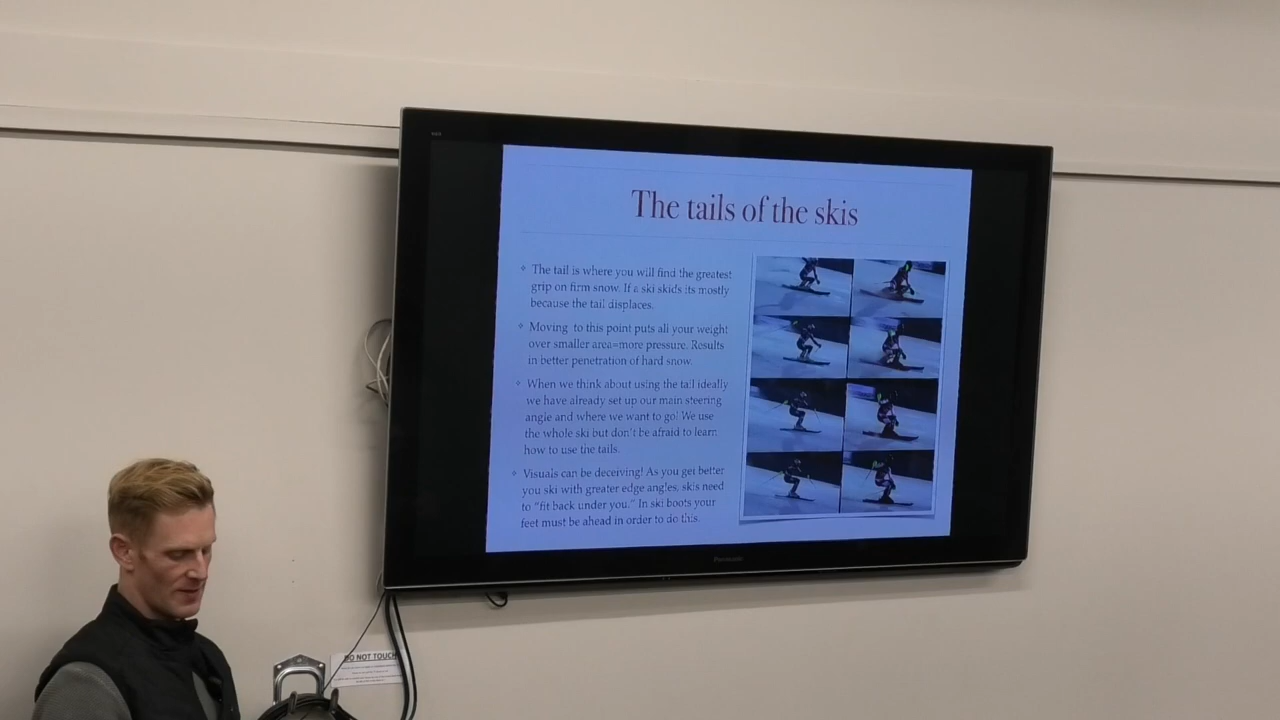 The tails of the skis
The tail is where you will find the greatest
grip on firm snow. If a ski skids its mostly
because the tail displaces.
Moving to this point puts all your weight
over smaller area=more pressure. Results
in better penetration of hard snow.
When we think about using the tail ideally
we have already set up our main steering
angle and where we want to go! We use
the whole ski but don't be afraid to learn
how to use the tails.
Visuals can be deceiving! As you get better
you ski with greater edge angles, skis need
to "fit back under you." In ski boots your
feet must be ahead in order to do this.
Panasonic
DO NOT TOUCH